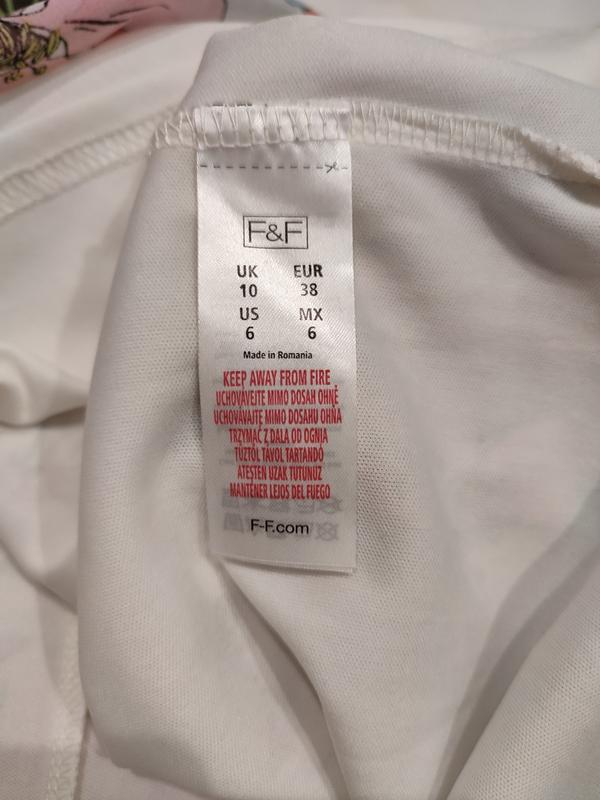 F&F
UK EUR
10 38
US MX
6 6
Made in Romania
KEEP AWAY FROM FIRE
UCHOVÁVEJTE MIMO DOSAH OHNĚ
UCHOVÁVAJTE MIMO DOSAHU OHŇA
TRZYMAĆ Z DALA OD OGNIA
TŰZTŐL TÁVOL TARTANDÓ
ATEŞTEN UZAK TUTUNUZ
MANTENER LEJOS DEL FUEGO
F-F.com